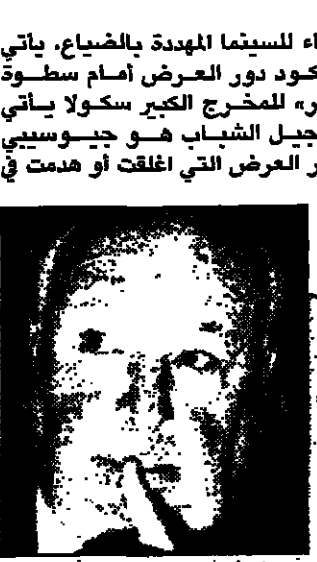 اء للسينما المهددة بالضياع. يأتي
كود دور العرض أمام سطوة
ر» للمخرج الكبير سكولا يأتي
جيل الشباب هو جيوسيبي
ر العرض التي اغلقت أو هدمت في